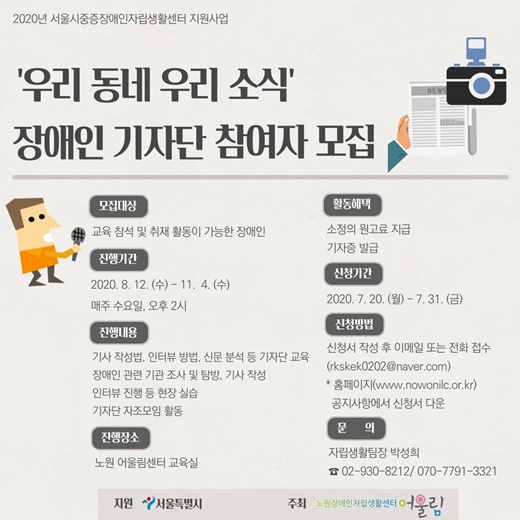 2020년 서울시중증장애인자립생활센터 지원사업
'우리 동네 우리 소식'
장애인 기자단 참여자 모집
NEWS
모집대상
교육 참석 및 취재 활동이 가능한 장애인
진행기간
2020. 8. 12. (수) - 11. 4. (수)
매주 수요일, 오후 2시
진행내용
기사 작성법, 인터뷰 방법, 신문 분석 등 기자단 교육
장애인 관련 기관 조사 및 탐방, 기사 작성
인터뷰 진행 등 현장 실습
기자단 자조모임 활동
진행장소
노원 어울림센터 교육실
활동혜택
소정의 원고료 지급
기자증 발급
신청기간
2020. 7. 20. (월) - 7. 31. (금)
신청방법
신청서 작성 후 이메일 또는 전화 접수
(rkskek0202@naver.com)
* 홈페이지(www.nowonilc.or.kr)
공지사항에서 신청서 다운
문 의
자립생활팀장 박성희
☎ 02-930-8212/ 070-7791-3321
지원 서울특별시 주최 노원장애인자립생활센터 어울림